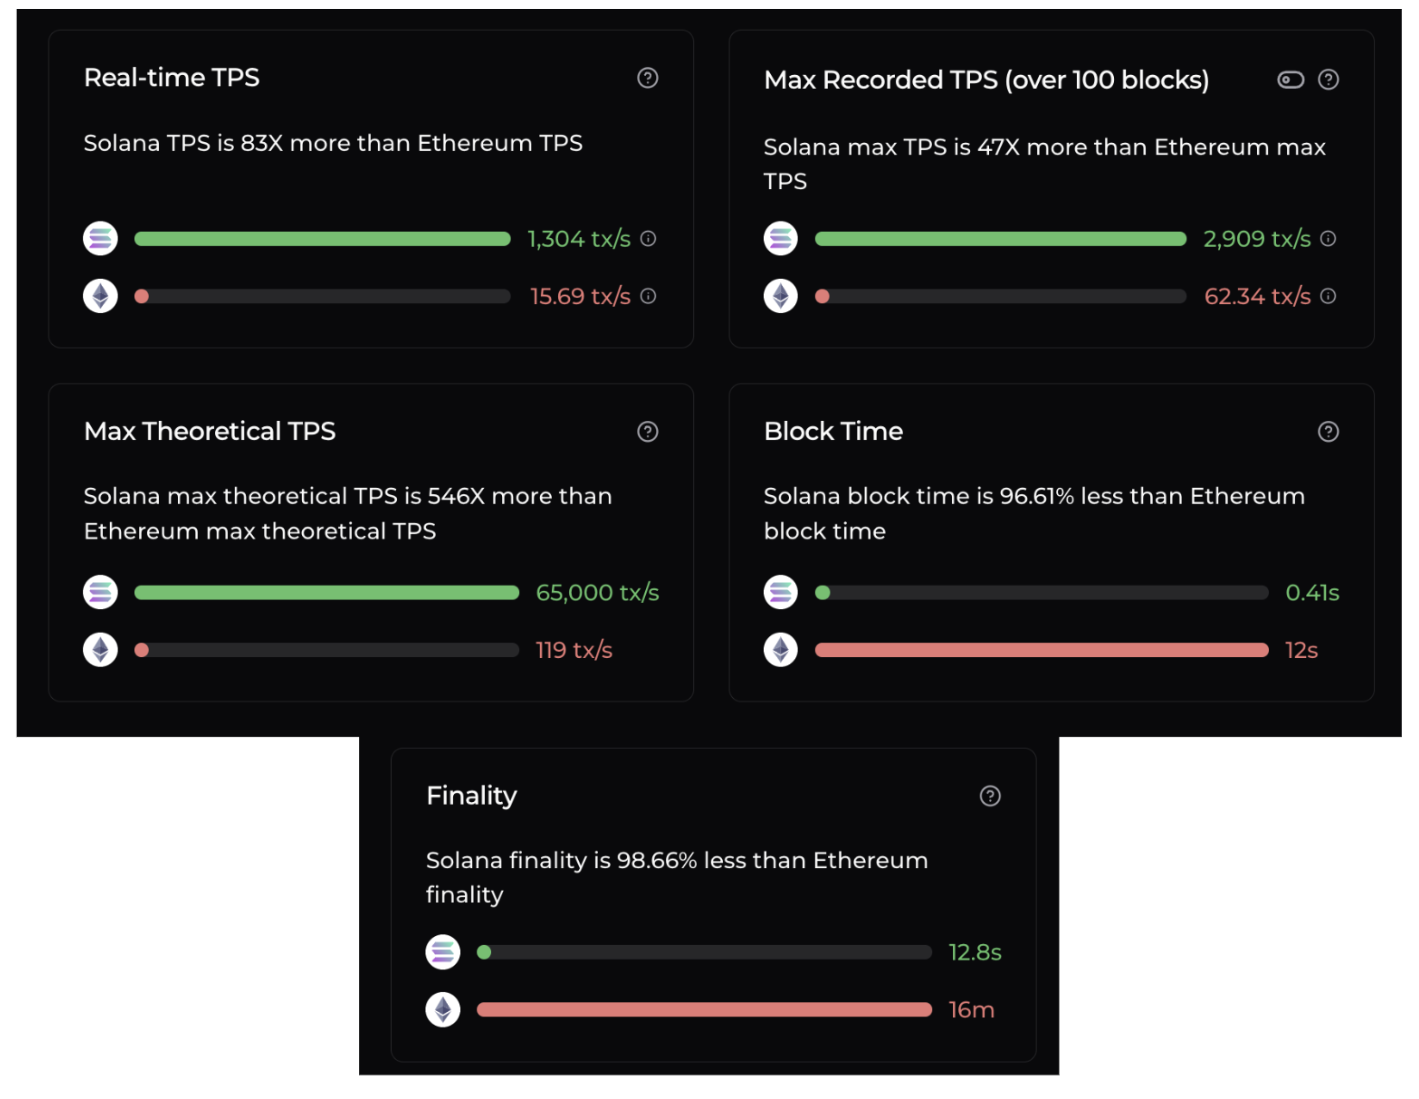 Real-time TPS
Solana TPS is 83X more than Ethereum TPS
1,304 tx/s
15.69 tx/s
Max Recorded TPS (over 100 blocks)
Solana max TPS is 47X more than Ethereum max
TPS
2,909 tx/s
62.34 tx/s
Max Theoretical TPS
Solana max theoretical TPS is 546X more than
Ethereum max theoretical TPS
65,000 tx/s
119 tx/s
Block Time
Solana block time is 96.61% less than Ethereum
block time
0.41s
12s
Finality
Solana finality is 98.66% less than Ethereum
finality
12.8s
16m